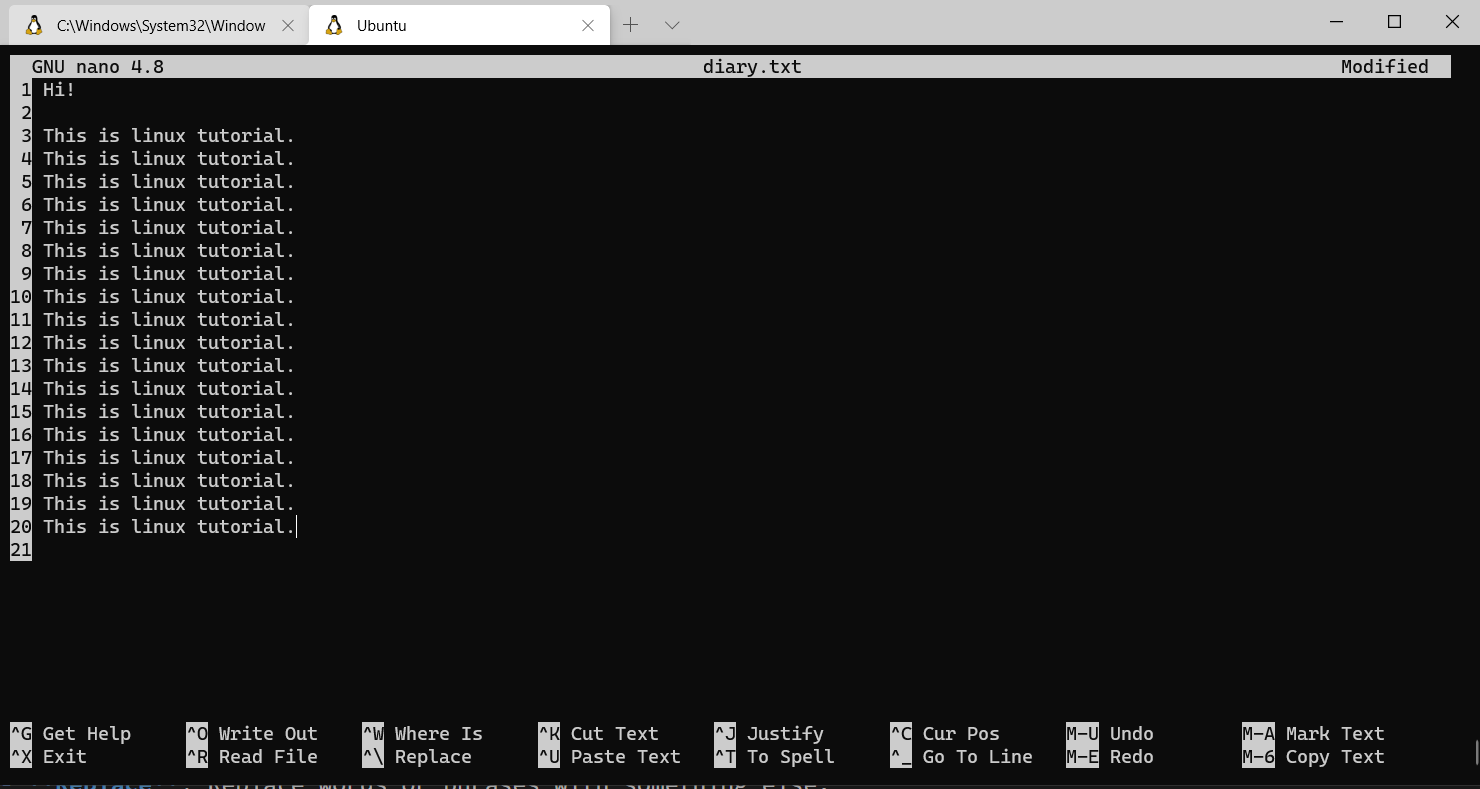 C:\Windows\System32\Window Ubuntu
GNU nano 4.8 diary.txt Modified
1 Hi!
2
3 This is linux tutorial.
4 This is linux tutorial.
5 This is linux tutorial.
6 This is linux tutorial.
7 This is linux tutorial.
8 This is linux tutorial.
9 This is linux tutorial.
10 This is linux tutorial.
11 This is linux tutorial.
12 This is linux tutorial.
13 This is linux tutorial.
14 This is linux tutorial.
15 This is linux tutorial.
16 This is linux tutorial.
17 This is linux tutorial.
18 This is linux tutorial.
19 This is linux tutorial.
20 This is linux tutorial.
21
^G Get Help ^O Write Out ^W Where Is ^K Cut Text ^J Justify ^C Cur Pos M-U Undo M-A Mark Text
^X Exit ^R Read File ^\ Replace ^U Paste Text ^T To Spell ^_ Go To Line M-E Redo M-6 Copy Text